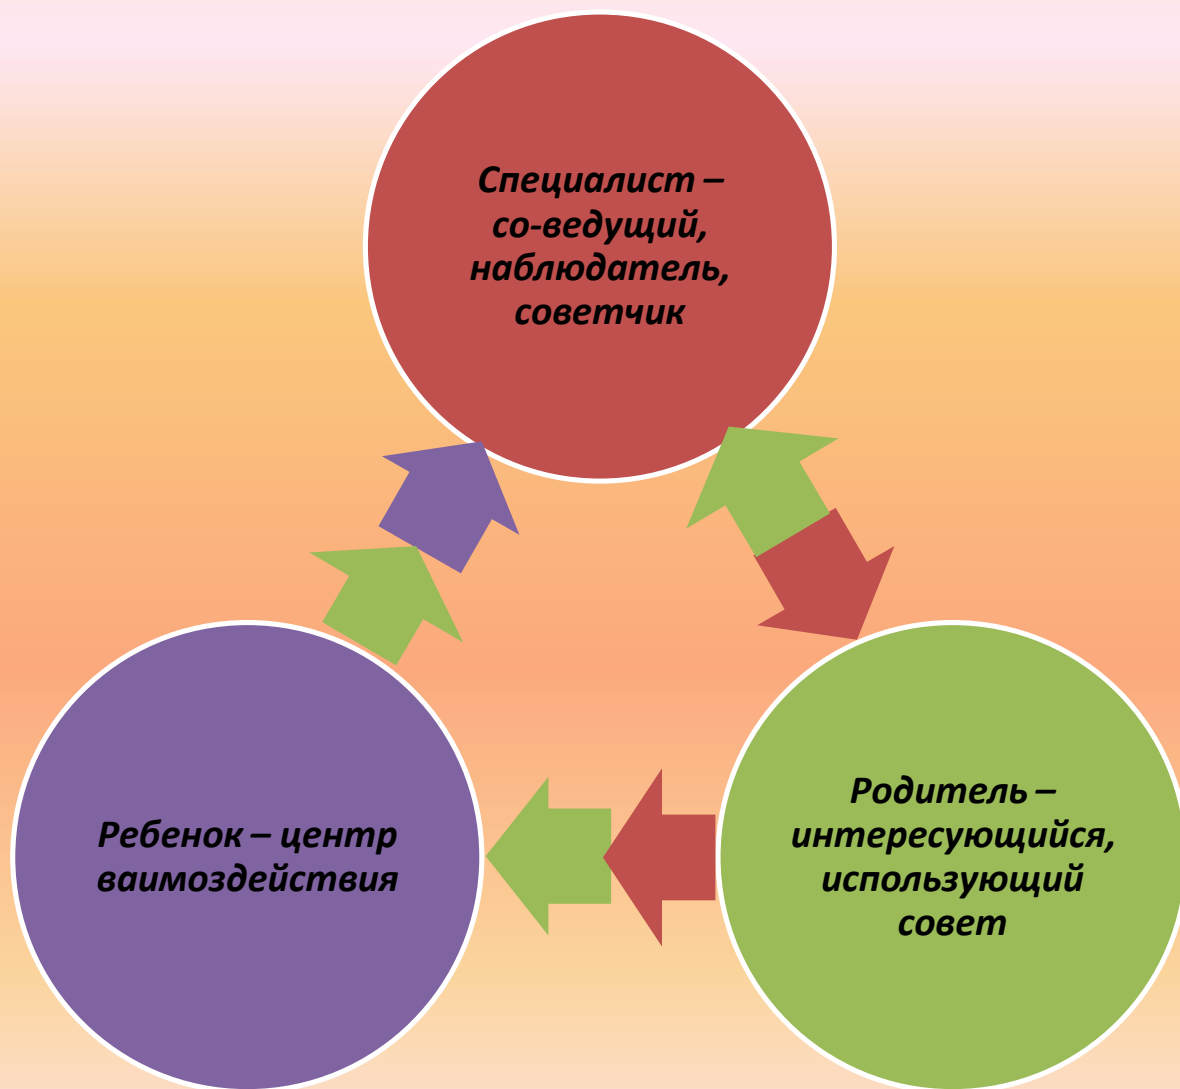 Специалист –
со-ведущий,
наблюдатель,
советчик
Ребенок – центр
ваимоздействия
Родитель –
интересующийся,
использующий
совет